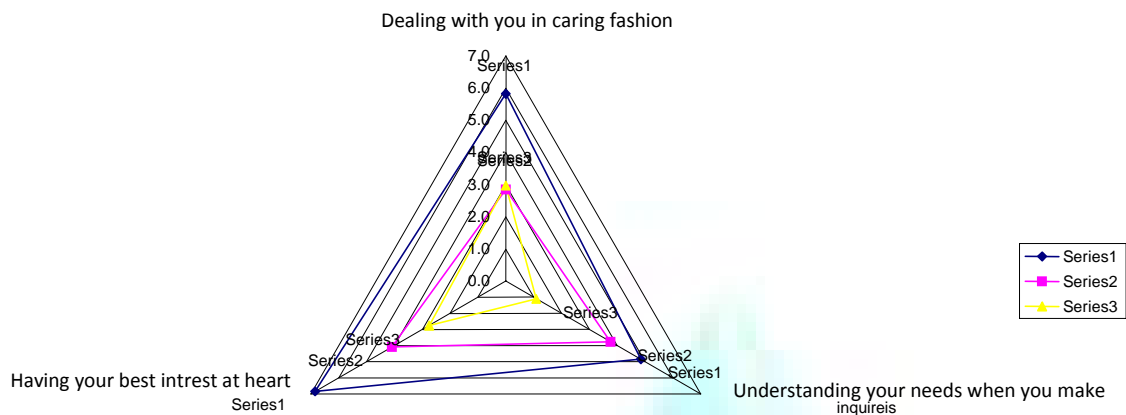 Dealing with you in caring fashion
7.0
Series1
6.0
5.0
4.0
Series3
Series2
3.0
2.0
1.0
0.0
Series1
Series2
Series3
Series3
Series3
Series2
Series2
Series1
Having your best intrest at heart
Understanding your needs when you make
Series1
inquireis